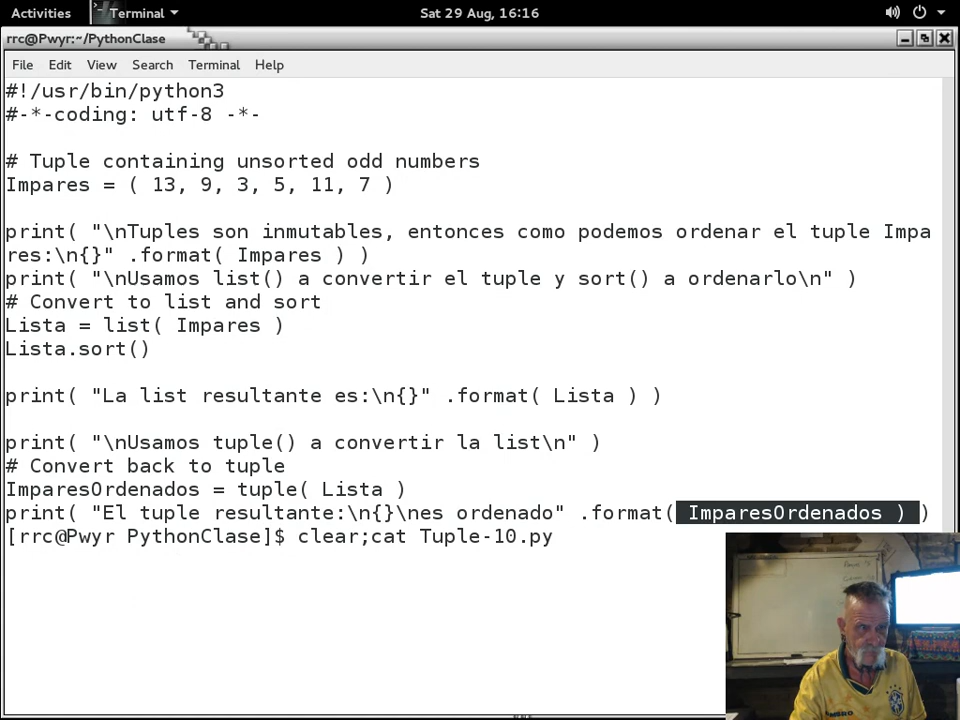 Activities Terminal Sat 29 Aug, 16:16
rrc@Pwyr:~/PythonClase
File Edit View Search Terminal Help
#!/usr/bin/python3
#-*-coding: utf-8 -*-
# Tuple containing unsorted odd numbers
Impares = ( 13, 9, 3, 5, 11, 7 )
print( "\nTuples son inmutables, entonces como podemos ordenar el tuple Impa
res:\n{}" .format( Impares ) )
print( "\nUsamos list() a convertir el tuple y sort() a ordenarlo\n" )
# Convert to list and sort
Lista = list( Impares )
Lista.sort()
print( "La list resultante es:\n{}" .format( Lista ) )
print( "\nUsamos tuple() a convertir la list\n" )
# Convert back to tuple
ImparesOrdenados = tuple( Lista )
print( "El tuple resultante:\n{}\nes ordenado" .format( ImparesOrdenados ) )
[rrc@Pwyr PythonClase]$ clear;cat Tuple-10.py